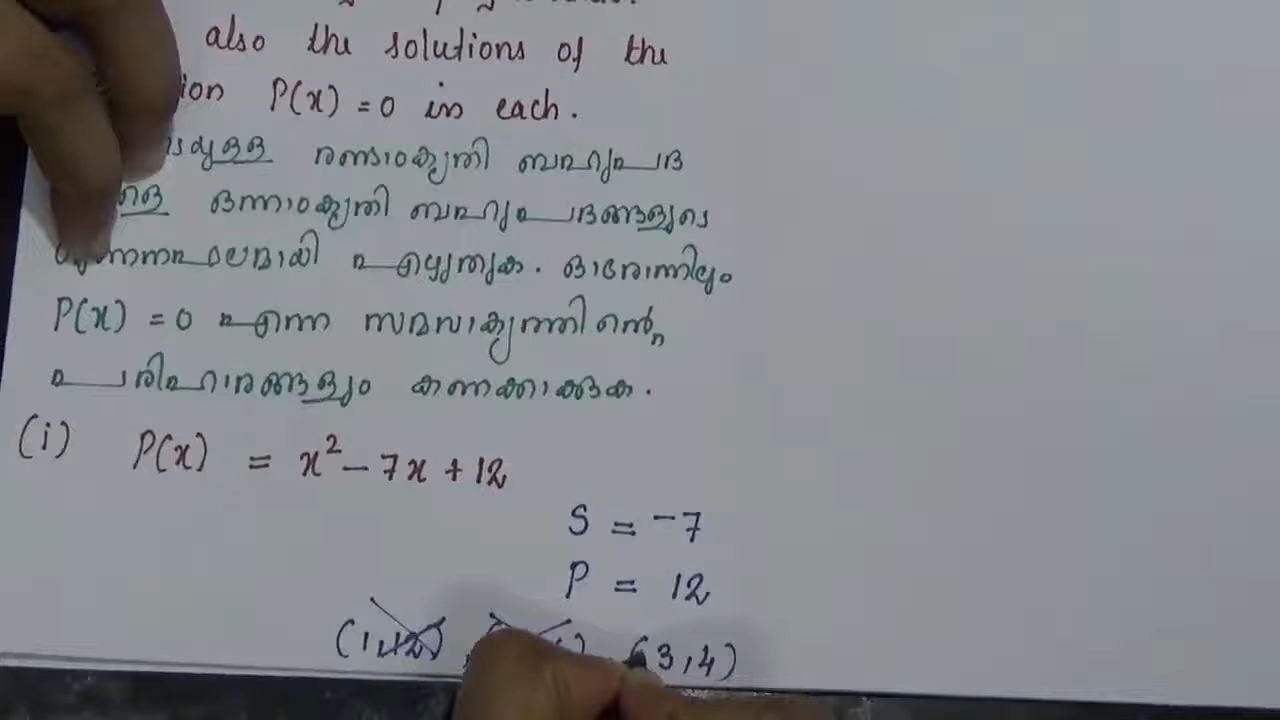 also the solutions of the
ion P(x) = 0 in each.
രണ്ടാംകൃതി ബഹുപദ
ഒന്നാംകൃതി ബഹുപദങ്ങളുടെ
എഴുതുക. ഓരോന്നിലും
P(x) = 0 എന്ന സമവാക്യത്തിന്റെ
പരിഹാരങ്ങളും കണക്കാക്കുക.
(i) P(x) = x² - 7x + 12
S = -7
P = 12
(1,12) , (3,4)